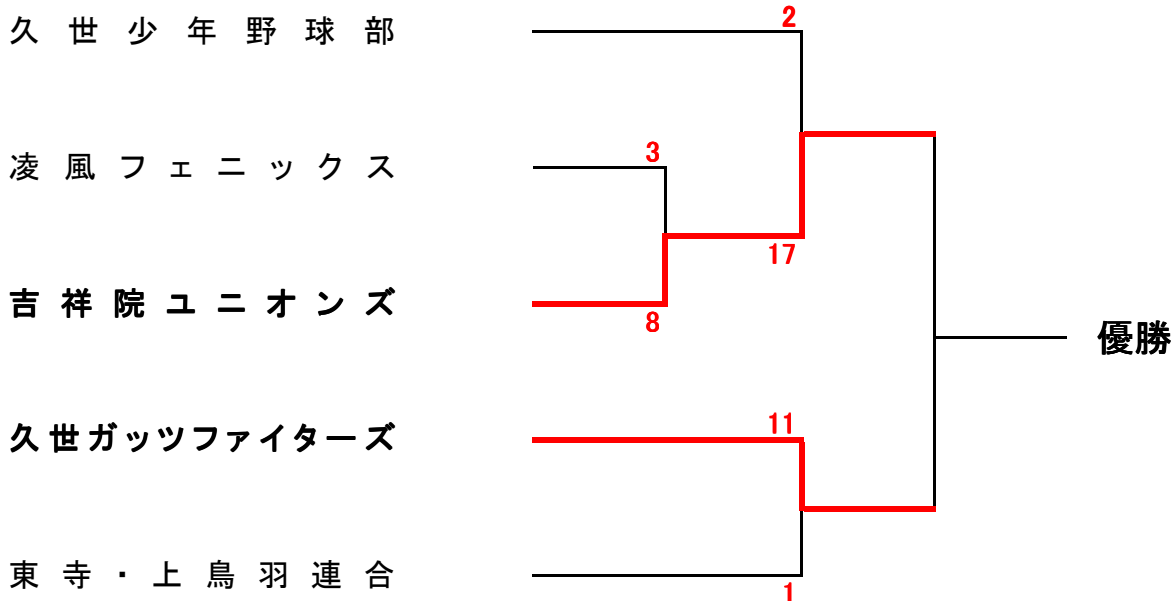 久世少年野球部
2
凌風フェニックス
3
17
吉祥院ユニオンズ
8
優勝
久世ガッツファイターズ
11
東寺・上鳥羽連合
1